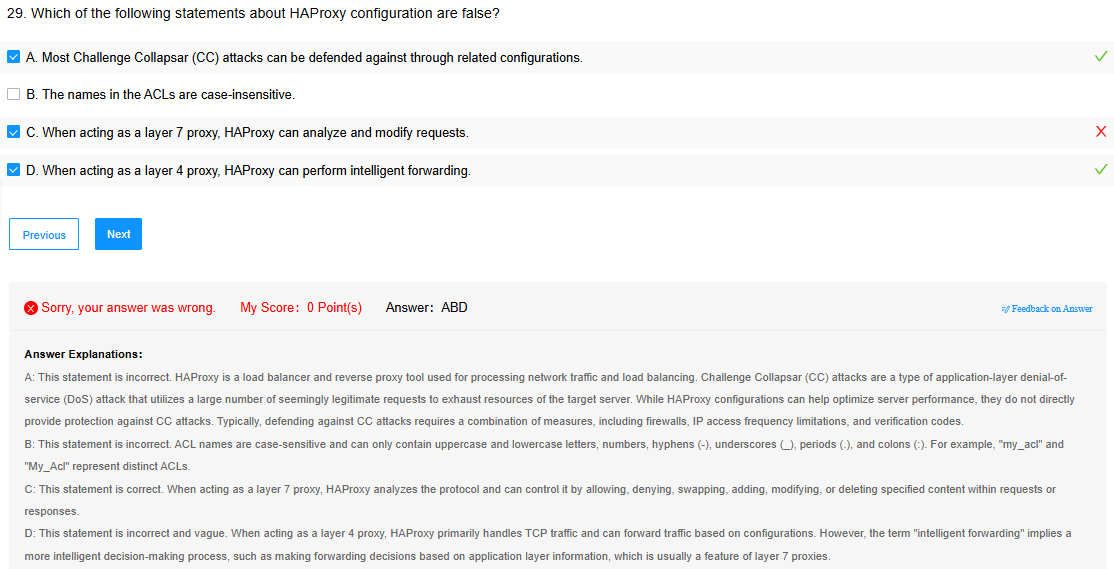 29. Which of the following statements about HAProxy configuration are false?
A. Most Challenge Collapsar (CC) attacks can be defended against through related configurations.
B. The names in the ACLs are case-insensitive.
C. When acting as a layer 7 proxy, HAProxy can analyze and modify requests.
D. When acting as a layer 4 proxy, HAProxy can perform intelligent forwarding.
Previous Next
Sorry, your answer was wrong. My Score: 0 Point(s) Answer: ABD Feedback on Answer
Answer Explanations:
A: This statement is incorrect. HAProxy is a load balancer and reverse proxy tool used for processing network traffic and load balancing. Challenge Collapsar (CC) attacks are a type of application-layer denial-of-
service (DoS) attack that utilizes a large number of seemingly legitimate requests to exhaust resources of the target server. While HAProxy configurations can help optimize server performance, they do not directly
provide protection against CC attacks. Typically, defending against CC attacks requires a combination of measures, including firewalls, IP access frequency limitations, and verification codes.
B: This statement is incorrect. ACL names are case-sensitive and can only contain uppercase and lowercase letters, numbers, hyphens (-), underscores (_), periods (.), and colons (:). For example, "my_acl" and
"My_Acl" represent distinct ACLs.
C: This statement is correct. When acting as a layer 7 proxy, HAProxy analyzes the protocol and can control it by allowing, denying, swapping, adding, modifying, or deleting specified content within requests or
responses.
D: This statement is incorrect and vague. When acting as a layer 4 proxy, HAProxy primarily handles TCP traffic and can forward traffic based on configurations. However, the term "intelligent forwarding" implies a
more intelligent decision-making process, such as making forwarding decisions based on application layer information, which is usually a feature of layer 7 proxies.